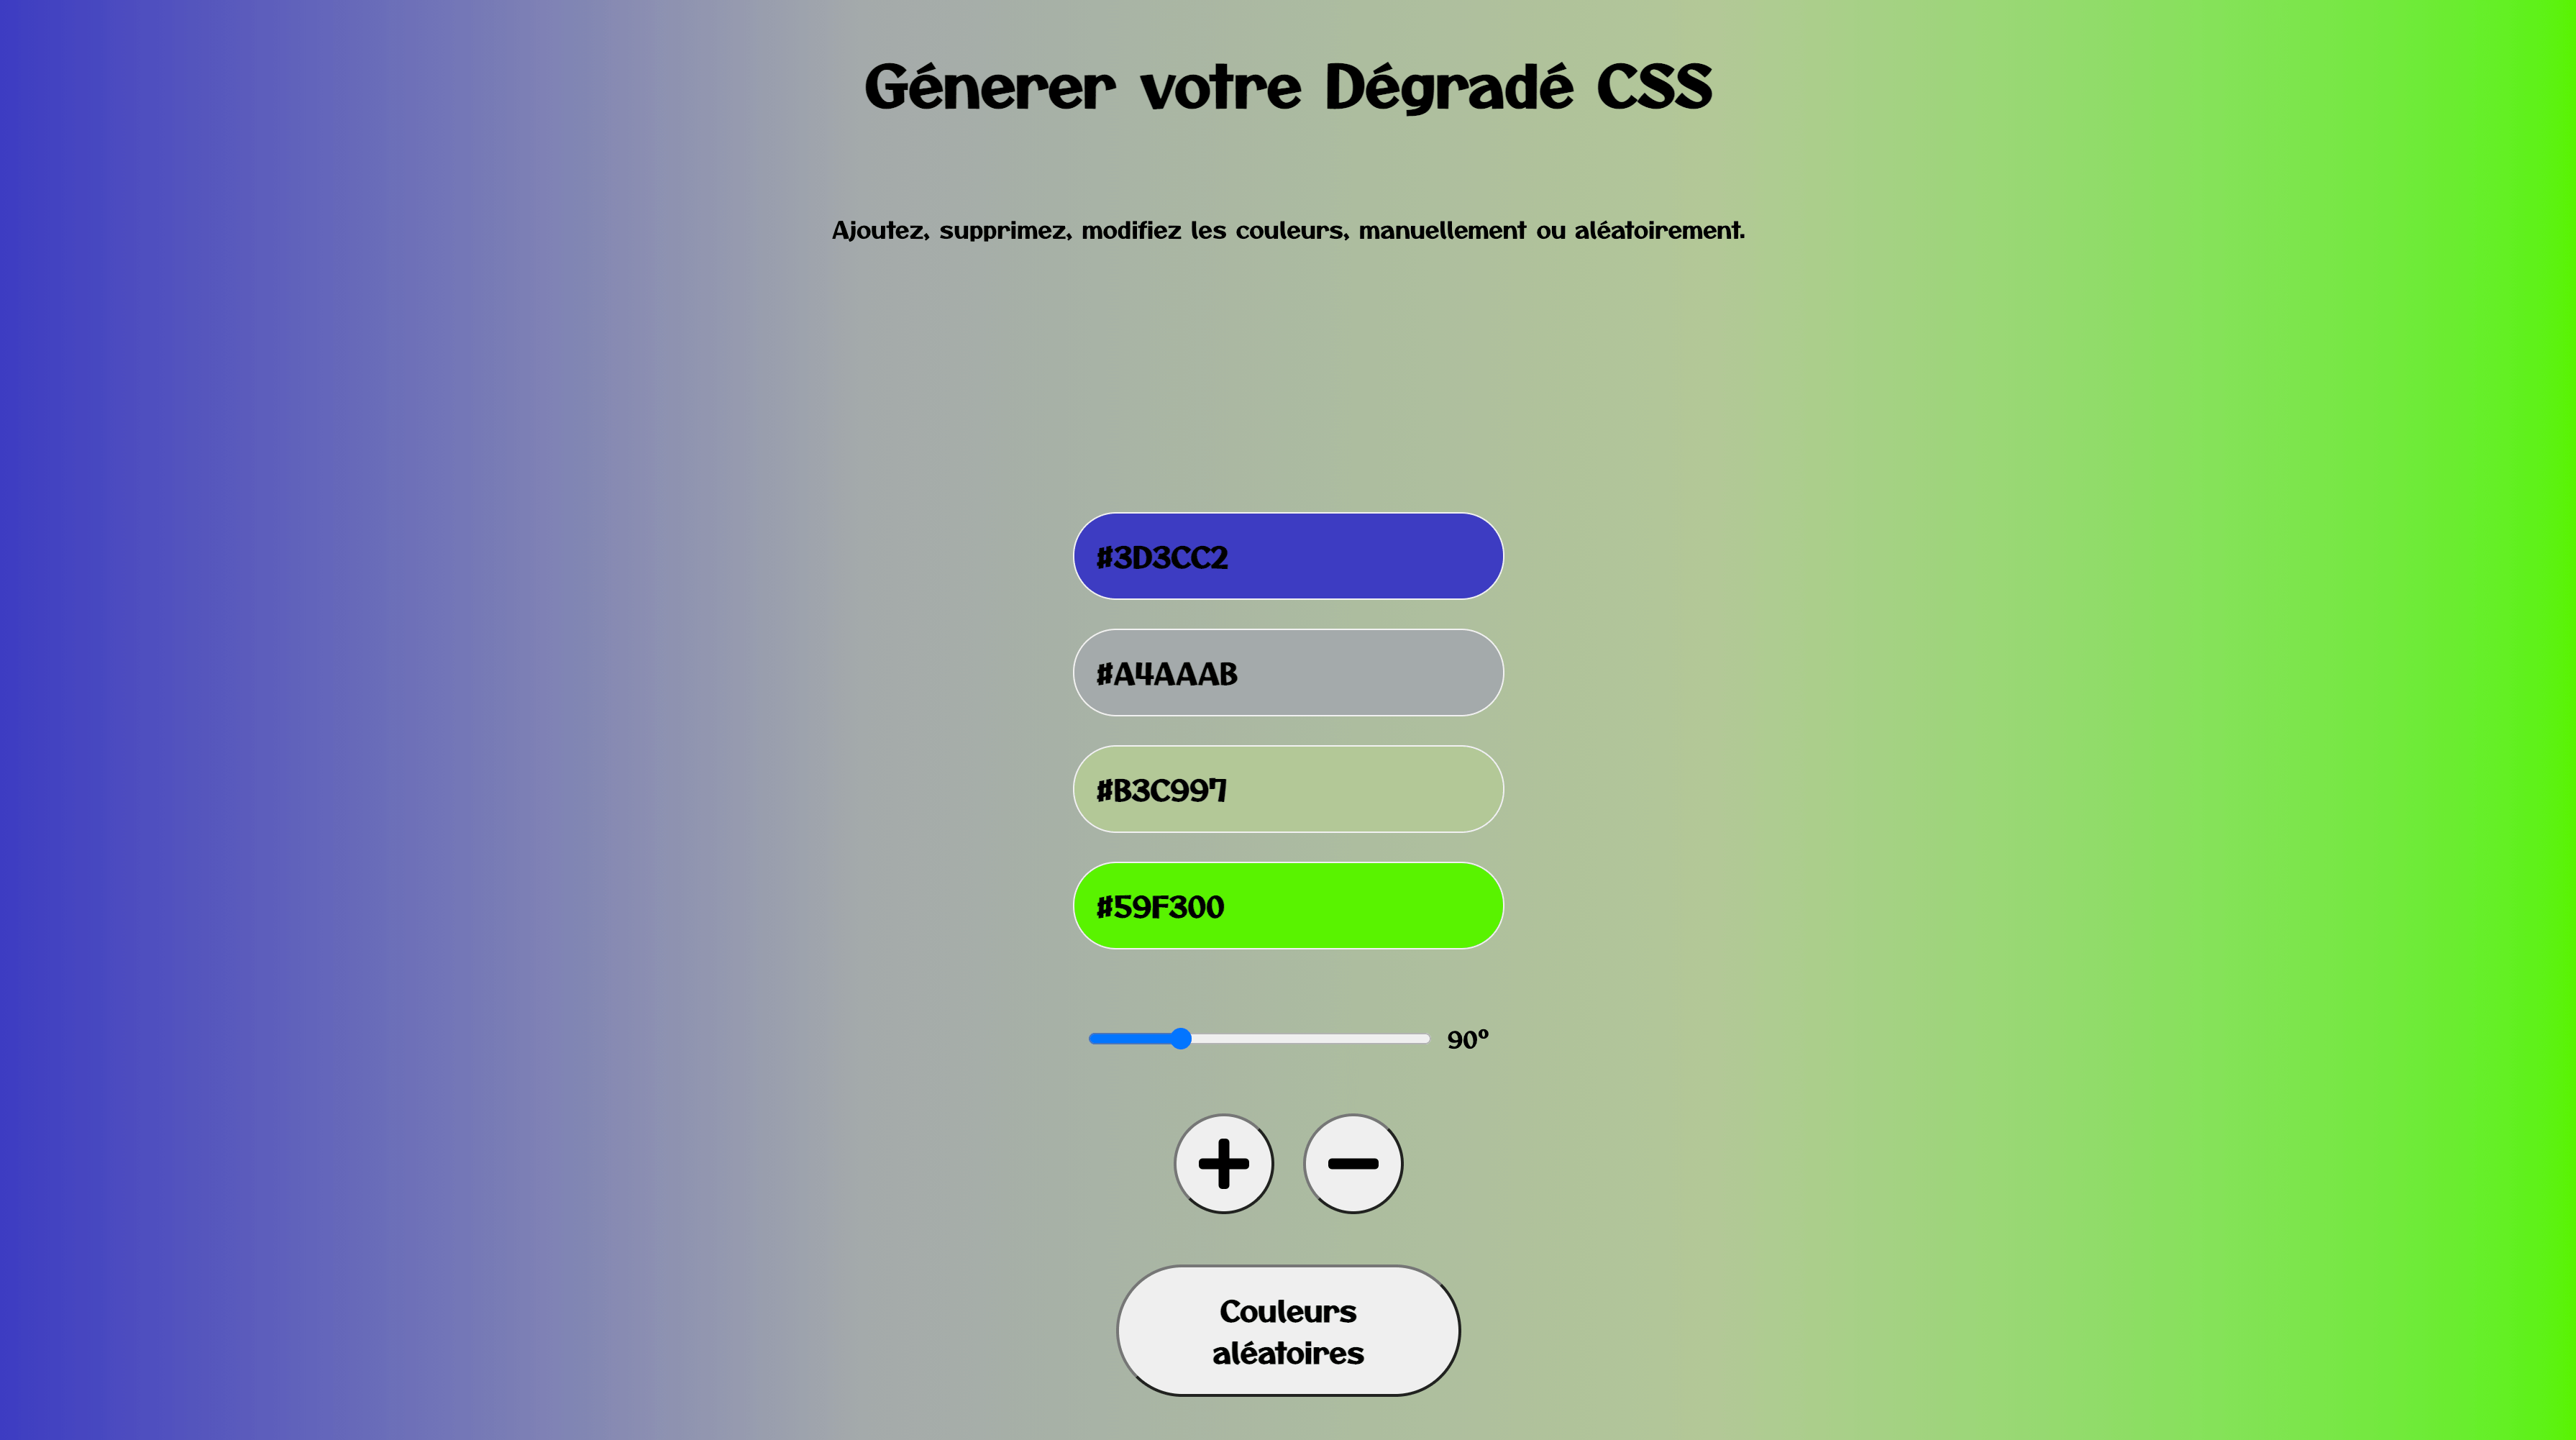 Génerer votre Dégradé CSS
Ajoutez, supprimez, modifiez les couleurs, manuellement ou aléatoirement.
#3D3CC2
#A4AAAB
#B3C997
#59F300
90°
Couleurs
aléatoires